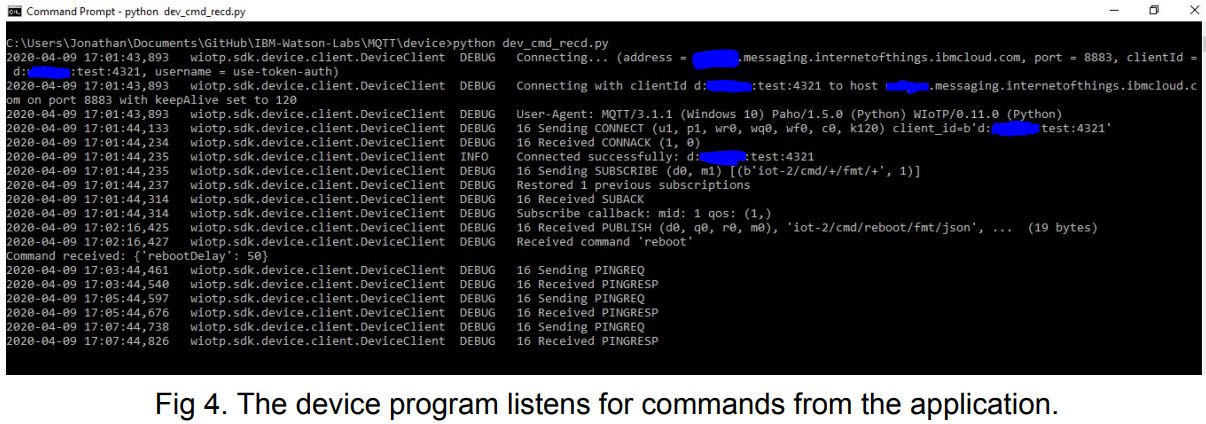 Command Prompt - python dev_cmd_recd.py
C:\Users\Jonathan\Documents\GitHub\IBM-Watson-Labs\MQTT\device>python dev_cmd_recd.py
2020-04-09 17:01:43,893   wiotp.sdk.device.client.DeviceClient  DEBUG   Connecting... (address = .messaging.internetofthings.ibmcloud.com, port = 8883, clientId =
d: :test:4321, username = use-token-auth)
2020-04-09 17:01:43,893   wiotp.sdk.device.client.DeviceClient  DEBUG   Connecting with clientId d: :test:4321 to host .messaging.internetofthings.ibmcloud.c
om on port 8883 with keepAlive set to 120
2020-04-09 17:01:43,893   wiotp.sdk.device.client.DeviceClient  DEBUG   User-Agent: MQTT/3.1.1 (Windows 10) Paho/1.5.0 (Python) WIoTP/0.11.0 (Python)
2020-04-09 17:01:44,133   wiotp.sdk.device.client.DeviceClient  DEBUG   16 Sending CONNECT (u1, p1, wr0, wq0, wf0, c0, k120) client_id=b'd: test:4321'
2020-04-09 17:01:44,234   wiotp.sdk.device.client.DeviceClient  DEBUG   16 Received CONNACK (1, 0)
2020-04-09 17:01:44,235   wiotp.sdk.device.client.DeviceClient  INFO    Connected successfully: d: :test:4321
2020-04-09 17:01:44,235   wiotp.sdk.device.client.DeviceClient  DEBUG   16 Sending SUBSCRIBE (d0, m1) [(b'iot-2/cmd/+/fmt/+', 1)]
2020-04-09 17:01:44,237   wiotp.sdk.device.client.DeviceClient  DEBUG   Restored 1 previous subscriptions
2020-04-09 17:01:44,314   wiotp.sdk.device.client.DeviceClient  DEBUG   16 Received SUBACK
2020-04-09 17:01:44,314   wiotp.sdk.device.client.DeviceClient  DEBUG   Subscribe callback: mid: 1 qos: (1,)
2020-04-09 17:02:16,425   wiotp.sdk.device.client.DeviceClient  DEBUG   16 Received PUBLISH (d0, q0, r0, m0), 'iot-2/cmd/reboot/fmt/json', ...  (19 bytes)
2020-04-09 17:02:16,427   wiotp.sdk.device.client.DeviceClient  DEBUG   Received command 'reboot'
Command received: {'rebootDelay': 50}
2020-04-09 17:03:44,461   wiotp.sdk.device.client.DeviceClient  DEBUG   16 Sending PINGREQ
2020-04-09 17:03:44,540   wiotp.sdk.device.client.DeviceClient  DEBUG   16 Received PINGRESP
2020-04-09 17:05:44,597   wiotp.sdk.device.client.DeviceClient  DEBUG   16 Sending PINGREQ
2020-04-09 17:05:44,676   wiotp.sdk.device.client.DeviceClient  DEBUG   16 Received PINGRESP
2020-04-09 17:07:44,738   wiotp.sdk.device.client.DeviceClient  DEBUG   16 Sending PINGREQ
2020-04-09 17:07:44,826   wiotp.sdk.device.client.DeviceClient  DEBUG   16 Received PINGRESP
Fig 4. The device program listens for commands from the application.